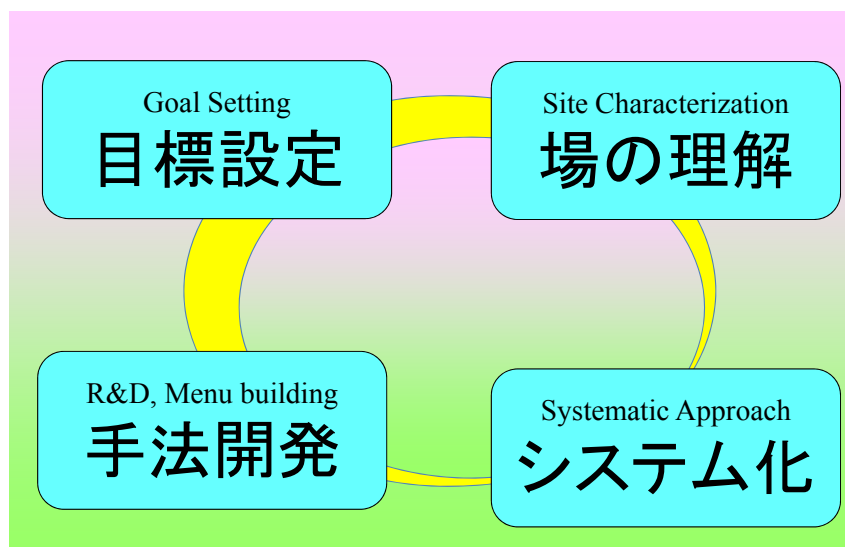 Goal Setting
目標設定
Site Characterization
場の理解
R&D, Menu building
手法開発
Systematic Approach
システム化